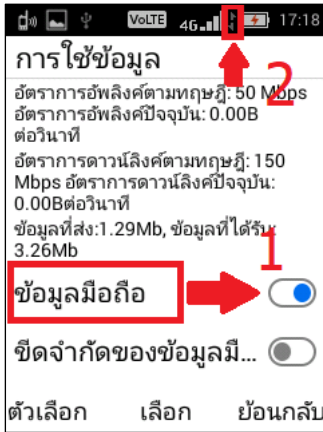 VoLTE 4G 17:18
การใช้ข้อมูล 2
อัตราการอัพลิงค์ตามทฤษฎี: 50 Mbps
อัตราการอัพลิงค์ปัจจุบัน: 0.00B
ต่อวินาที
อัตราการดาวน์ลิงค์ตามทฤษฎี: 150
Mbps อัตราการดาวน์ลิงค์ปัจจุบัน:
0.00Bต่อวินาที
ข้อมูลที่ส่ง:1.29Mb, ข้อมูลที่ได้รับ:
3.26Mb
1
ข้อมูลมือถือ
ขีดจำกัดของข้อมูลมื...
ตัวเลือก เลือก ย้อนกลับ